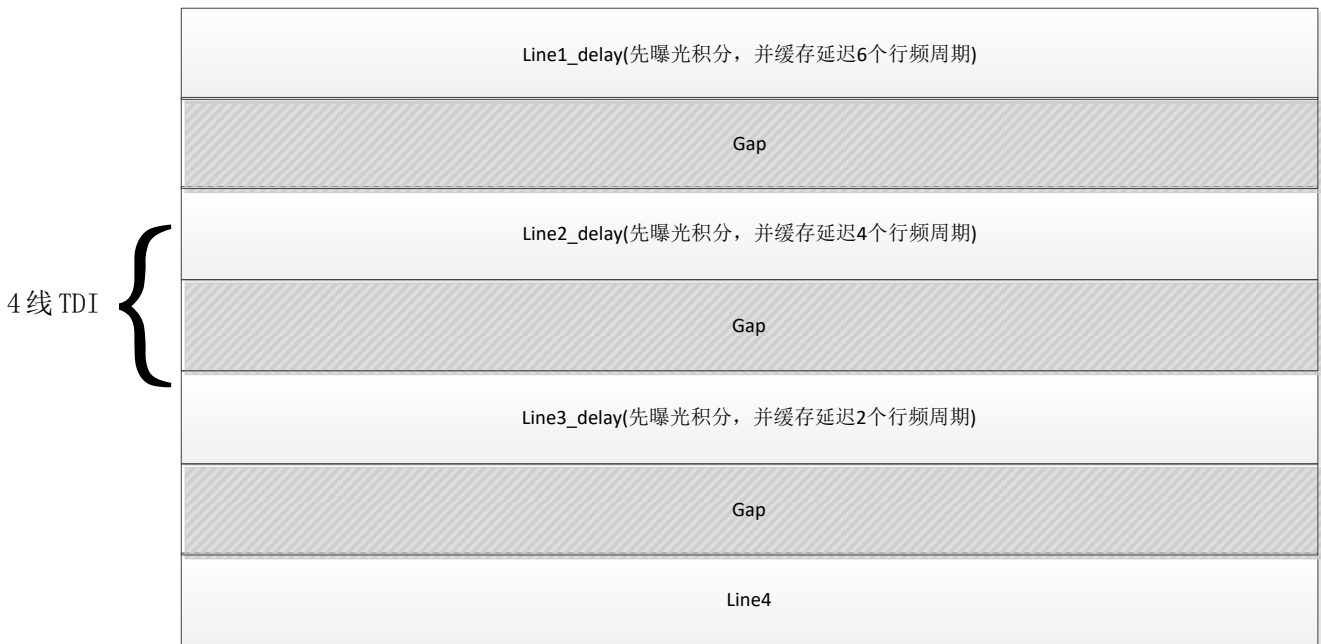 Line1_delay(先曝光积分，并缓存延迟6个行频周期)
Gap
Line2_delay(先曝光积分，并缓存延迟4个行频周期)
4线 TDI
Gap
Line3_delay(先曝光积分，并缓存延迟2个行频周期)
Gap
Line4